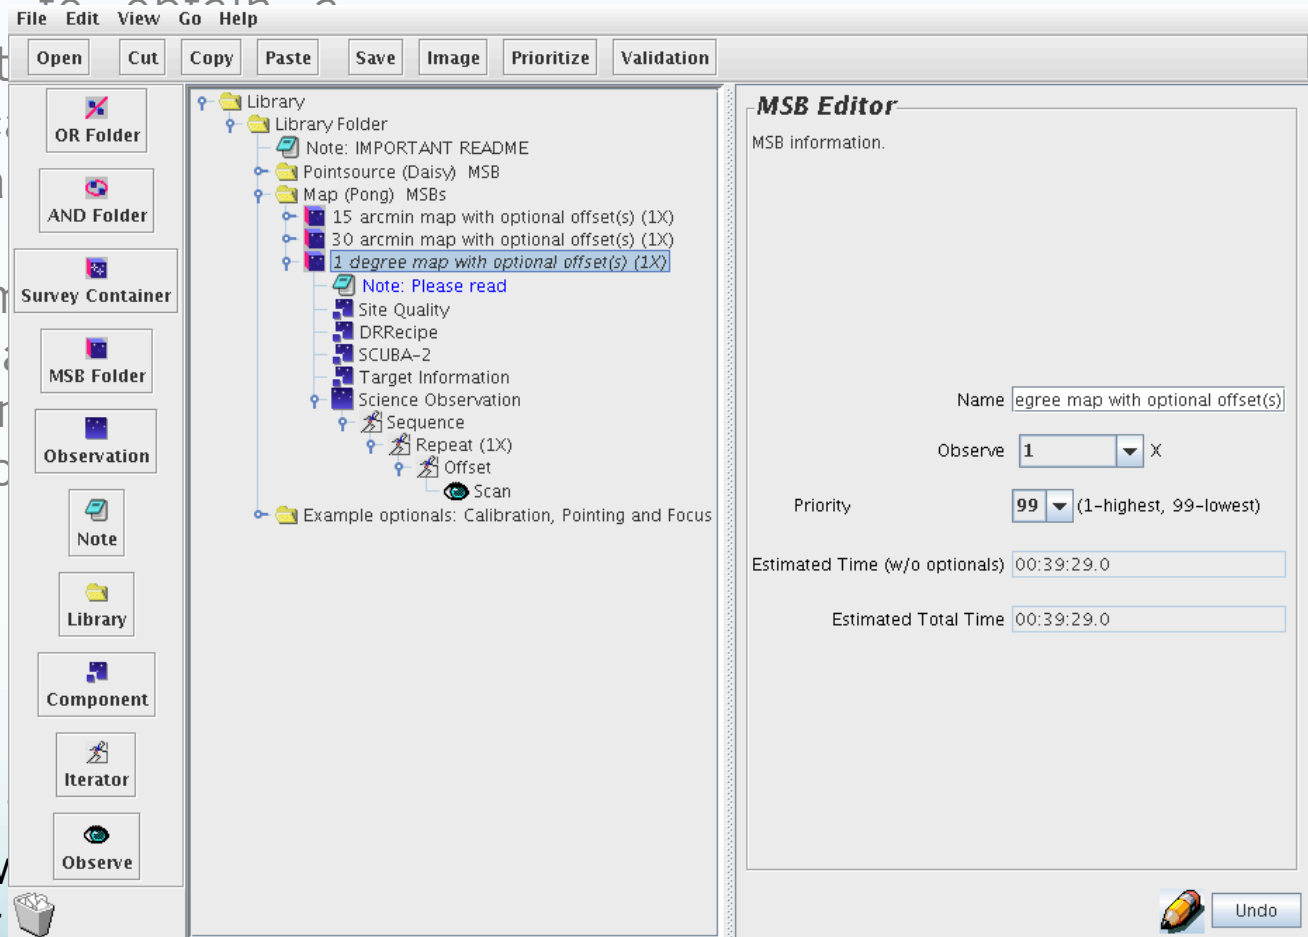 to obtain a
File Edit View Go Help
Open Cut Copy Paste Save Image Prioritize Validation
OR Folder
AND Folder
Survey Container
MSB Folder
Observation
Note
Library
Component
Iterator
Observe
Library
Library Folder
Note: IMPORTANT README
Pointsource (Daisy) MSB
Map (Pong) MSBs
15 arcmin map with optional offset(s) (1X)
30 arcmin map with optional offset(s) (1X)
1 degree map with optional offset(s) (1X)
Note: Please read
Site Quality
DRRecipe
SCUBA-2
Target Information
Science Observation
Sequence
Repeat (1X)
Offset
Scan
Example optionals: Calibration, Pointing and Focus
MSB Editor
MSB information.
Name egree map with optional offset(s)
Observe 1 X
Priority 99 (1-highest, 99-lowest)
Estimated Time (w/o optionals) 00:39:29.0
Estimated Total Time 00:39:29.0
Undo